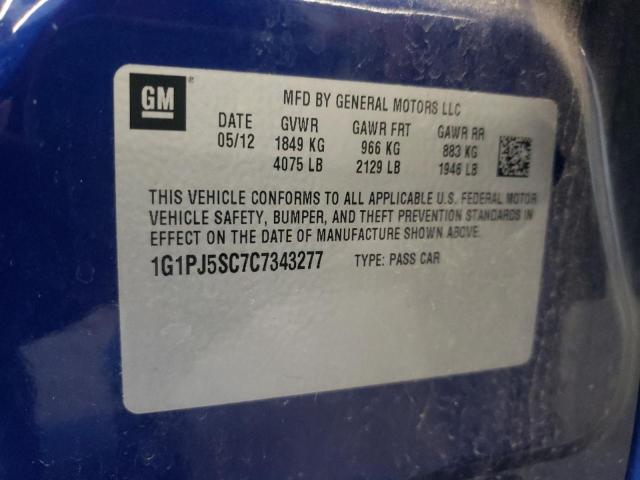 GM
MFD BY GENERAL MOTORS LLC
DATE GVWR GAWR FRT GAWR RR
05/12 1849 KG 966 KG 883 KG
4075 LB 2129 LB 1946 LB
THIS VEHICLE CONFORMS TO ALL APPLICABLE U.S. FEDERAL MOTOR
VEHICLE SAFETY, BUMPER, AND THEFT PREVENTION STANDARDS IN
EFFECT ON THE DATE OF MANUFACTURE SHOWN ABOVE.
1G1PJ5SC7C7343277 TYPE: PASS CAR